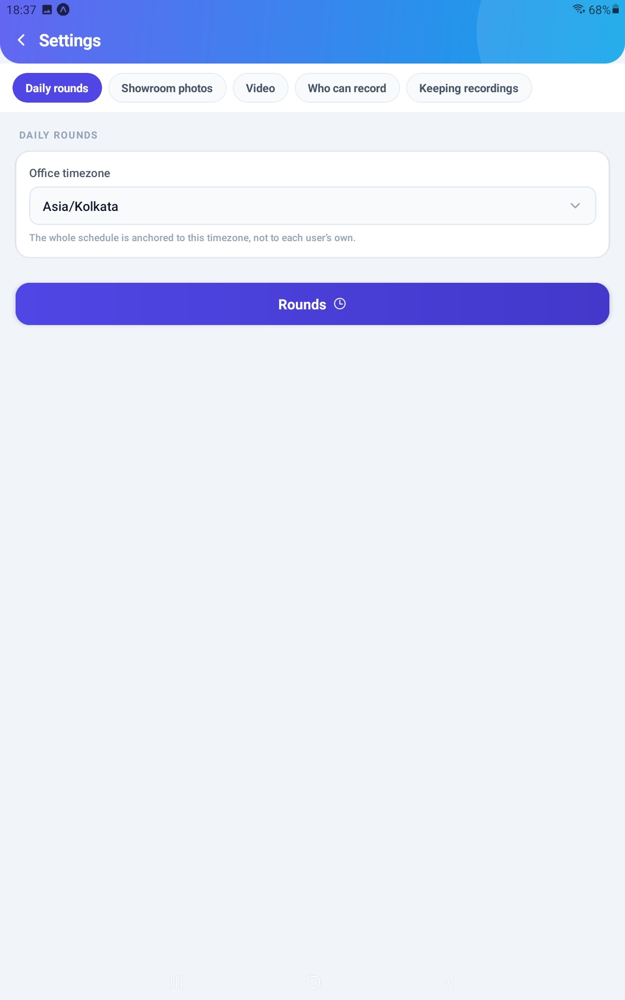 18:37
68%
Settings
Daily rounds
Showroom photos
Video
Who can record
Keeping recordings
DAILY ROUNDS
Office timezone
Asia/Kolkata
The whole schedule is anchored to this timezone, not to each user’s own.
Rounds